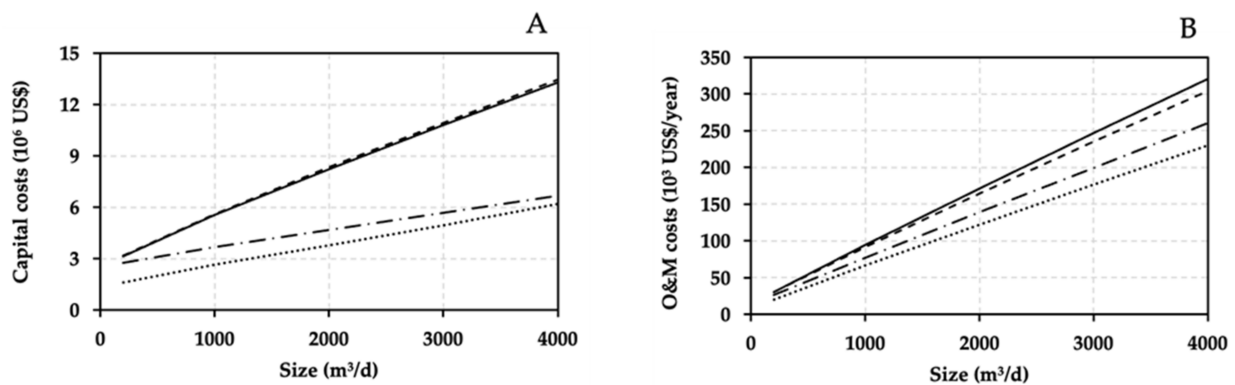 A
Capital costs (10⁶ US$)
15
12
9
6
3
0
0 1000 2000 3000 4000
Size (m³/d)
B
O&M costs (10³ US$/year)
350
300
250
200
150
100
50
0
0 1000 2000 3000 4000
Size (m³/d)